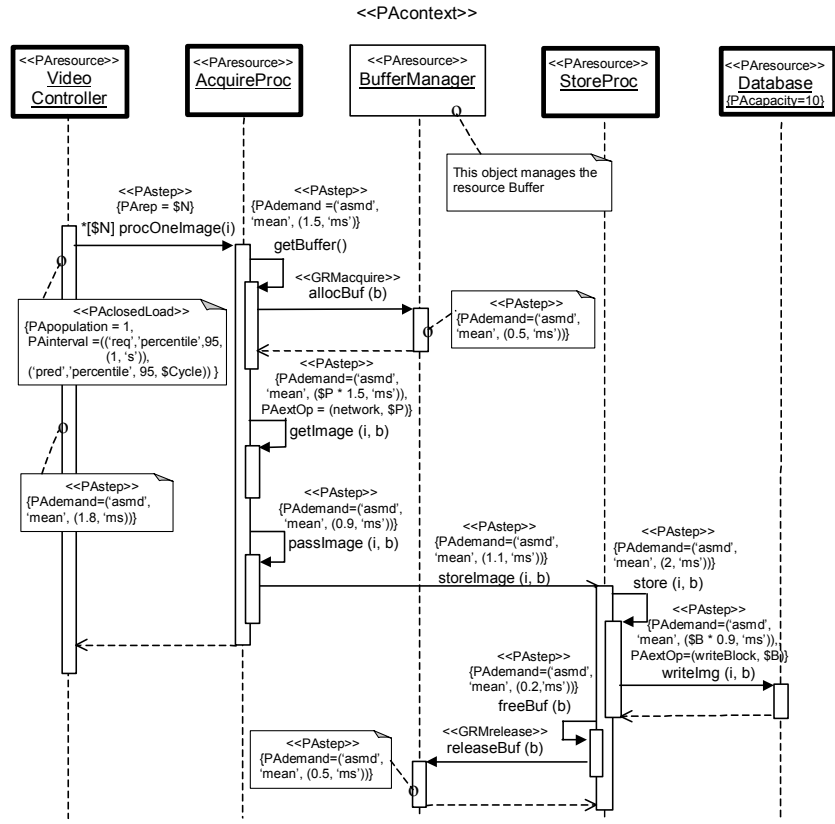 <<PAcontext>>
<<PAresource>>
Video
Controller
<<PAresource>>
AcquireProc
<<PAresource>>
BufferManager
<<PAresource>>
StoreProc
<<PAresource>>
Database
{PAcapacity=10}
This object manages the
resource Buffer
<<PAstep>>
{PArep = $N}
*[$N] procOneImage(i)
<<PAstep>>
{PAdemand =(‘asmd’,
‘mean’, (1.5, ‘ms’)}
getBuffer()
<<GRMacquire>>
allocBuf (b)
<<PAstep>>
{PAdemand=(‘asmd’,
‘mean’, (0.5, ‘ms’))}
<<PAclosedLoad>>
{PApopulation = 1,
PAinterval =((‘req’,’percentile’,95,
(1, ‘s’)),
(‘pred’,’percentile’, 95, $Cycle)) }
<<PAstep>>
{PAdemand=(‘asmd’,
‘mean’, ($P * 1.5, ‘ms’)),
PAextOp = (network, $P)}
getImage (i, b)
<<PAstep>>
{PAdemand=(‘asmd’,
‘mean’, (1.8, ‘ms))}
<<PAstep>>
{PAdemand=(‘asmd’,
‘mean’, (0.9, ‘ms’))}
passImage (i, b)
<<PAstep>>
{PAdemand=(‘asmd’,
‘mean’, (1.1, ‘ms’))}
storeImage (i, b)
<<PAstep>>
{PAdemand=(‘asmd’,
‘mean’, (2, ‘ms’))}
store (i, b)
<<PAstep>>
{PAdemand=(‘asmd’,
‘mean’, ($B * 0.9, ‘ms’)),
PAextOp=(writeBlock, $B)}
writeImg (i, b)
<<PAstep>>
{PAdemand=(‘asmd’,
‘mean’, (0.2,’ms’))}
freeBuf (b)
<<GRMrelease>>
releaseBuf (b)
<<PAstep>>
{PAdemand=(‘asmd’,
‘mean’, (0.5, ‘ms’))}